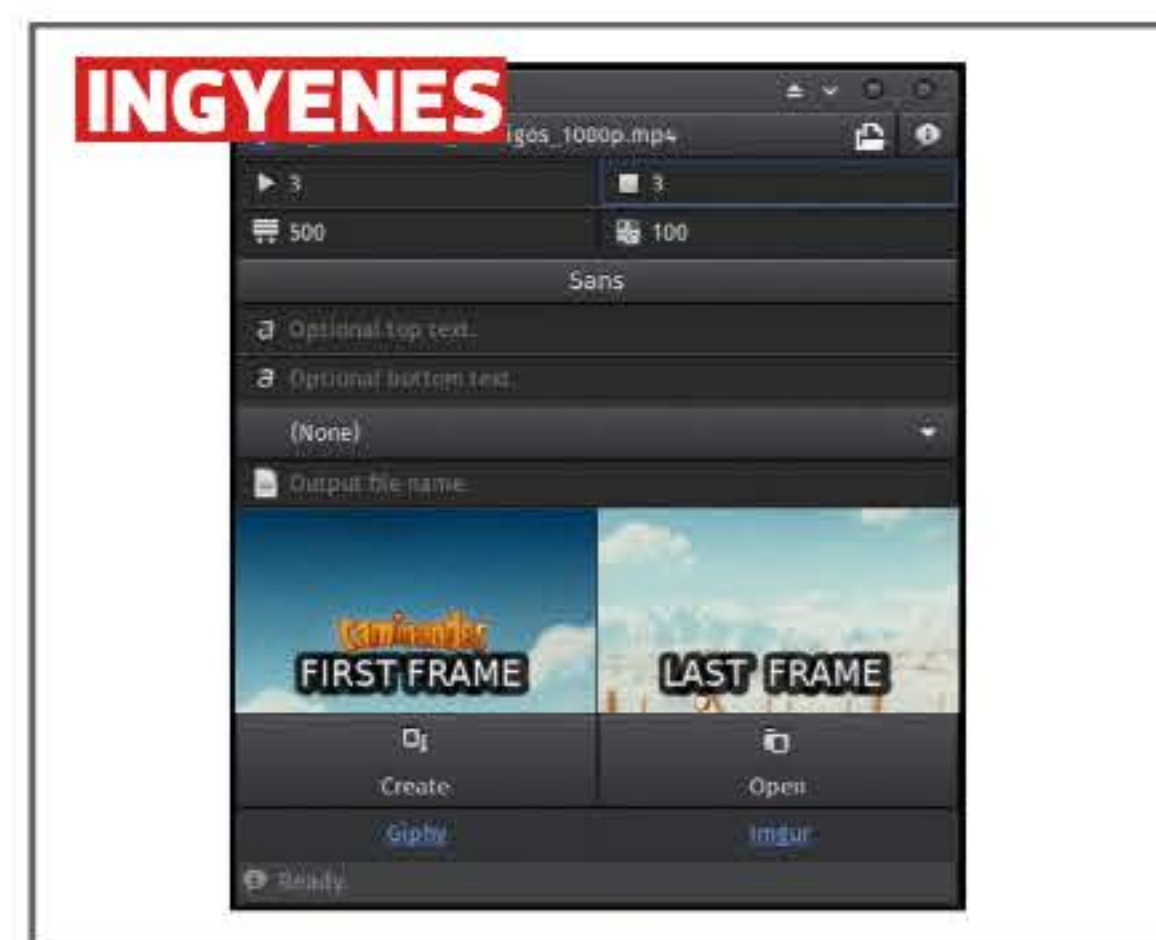 INGYENES
igos_1080p.mp4
3
3
500
100
Sans
a Optional top text.
a Optional bottom text.
(None)
Output file name.
caminandes
FIRST FRAME
LAST FRAME
Create
Open
Giphy
Imgur
Ready.